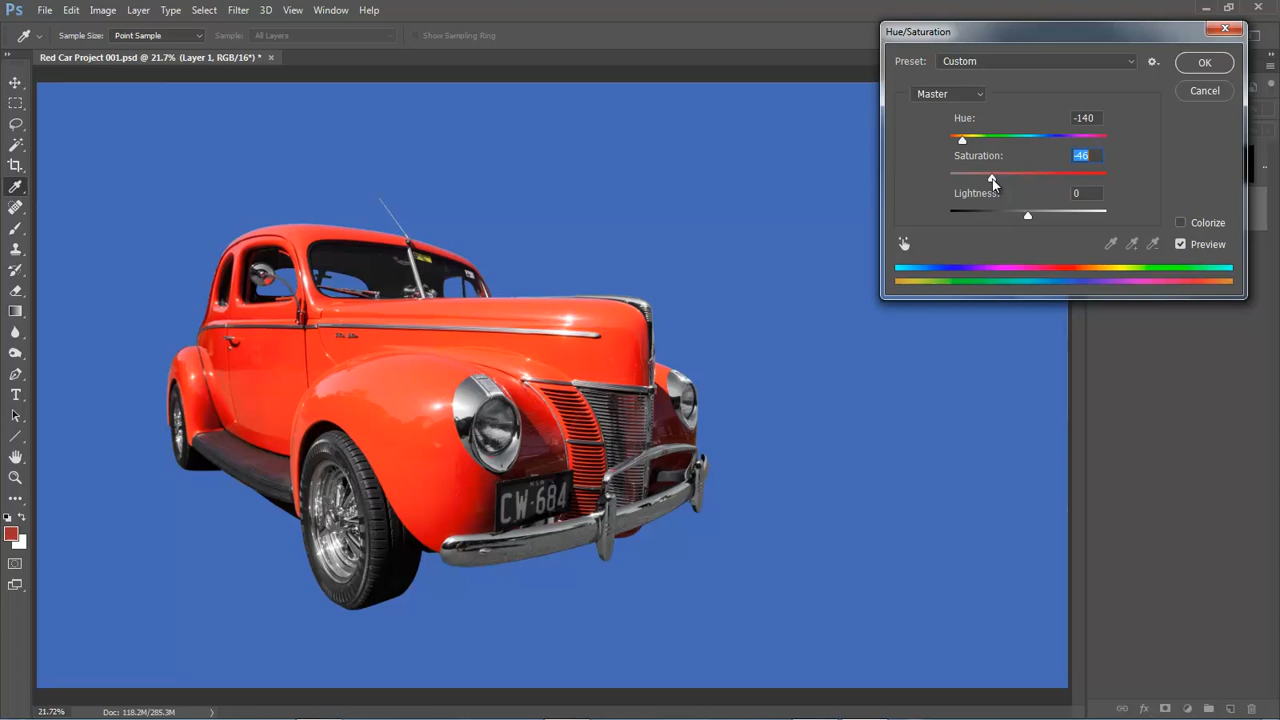 Ps File Edit Image Layer Type Select Filter 3D View Window Help
Sample Size: Point Sample Sample: All Layers Show Sampling Ring
Red Car Project 001.psd @ 21.7% (Layer 1, RGB/16*) * ×
Hue/Saturation
Preset: Custom
OK
Master
Cancel
Hue: -140
Saturation: -46
Lightness: 0
Colorize
Preview
CW·684
21.72% Doc: 118.2M/285.3M
fx